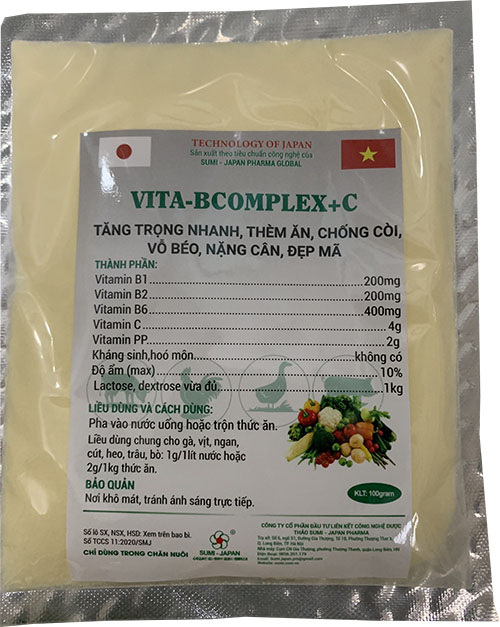 TECHNOLOGY OF JAPAN
Sản xuất theo tiêu chuẩn công nghệ của
SUMI - JAPAN PHARMA GLOBAL
VITA-BCOMPLEX+C
TĂNG TRỌNG NHANH, THÈM ĂN, CHỐNG CÒI,
VỖ BÉO, NẶNG CÂN, ĐẸP MÃ
THÀNH PHẦN:
Vitamin B1 200mg
Vitamin B2 200mg
Vitamin B6 400mg
Vitamin C 4g
Vitamin PP 2g
Kháng sinh,hoá môn không có
Độ ẩm (max) 10%
Lactose, dextrose vừa đủ 1kg
LIỀU DÙNG VÀ CÁCH DÙNG:
Pha vào nước uống hoặc trộn thức ăn.
Liều dùng chung cho gà, vịt, ngan,
cút, heo, trâu, bò: 1g/1lít nước hoặc
2g/1kg thức ăn.
BẢO QUẢN
Nơi khô mát, tránh ánh sáng trực tiếp.
KLT: 100gram
Số lô SX, NSX, HSD: Xem trên bao bì.
Số TCCS 11:2020/SMJ
CHỈ DÙNG TRONG CHĂN NUÔI
SUMI -JAPAN
CÔNG TY CỔ PHẦN ĐẦU TƯ LIÊN KẾT CÔNG NGHỆ DƯỢC
THẢO SUMI - JAPAN PHARMA